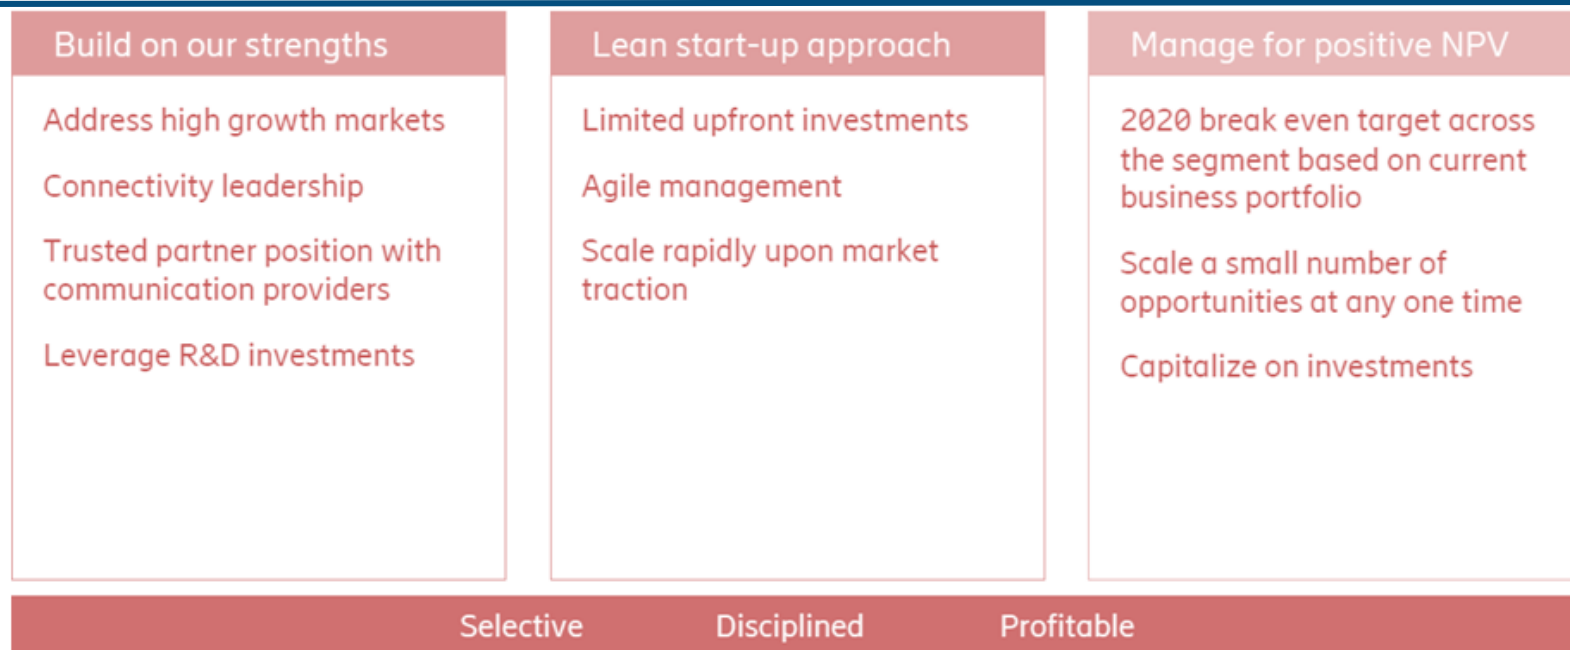 Build on our strengths
Address high growth markets
Connectivity leadership
Trusted partner position with
communication providers
Leverage R&D investments
Lean start-up approach
Limited upfront investments
Agile management
Scale rapidly upon market
traction
Manage for positive NPV
2020 break even target across
the segment based on current
business portfolio
Scale a small number of
opportunities at any one time
Capitalize on investments
Selective Disciplined Profitable